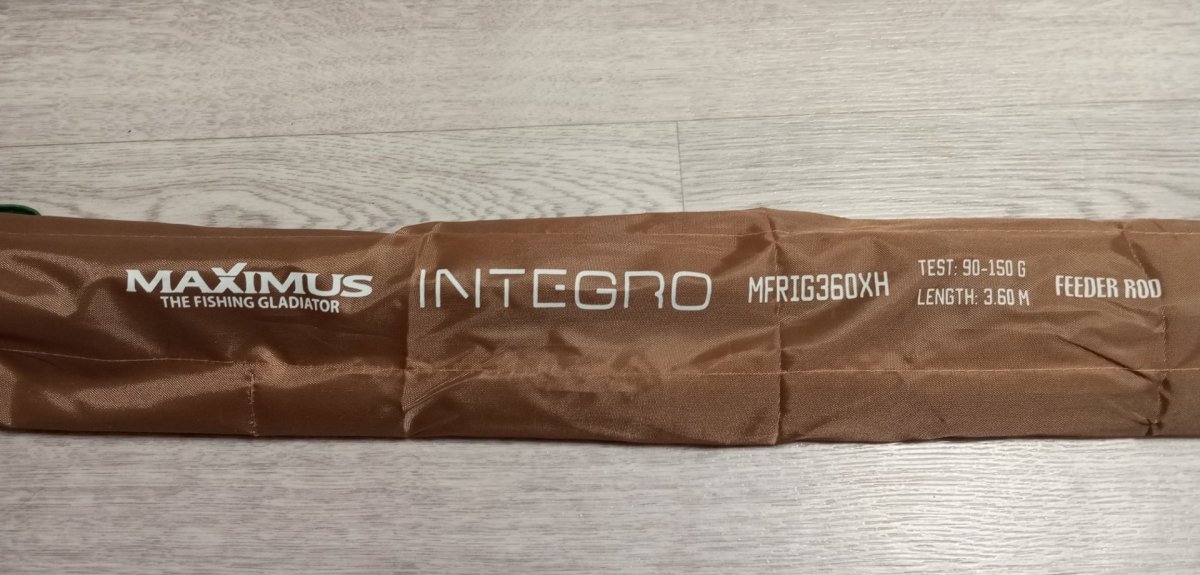 MAXIMUS
THE FISHING GLADIATOR
INTEGRO
MFRIG360XH
TEST: 90-150 G
LENGTH: 3.60 M
FEEDER ROD